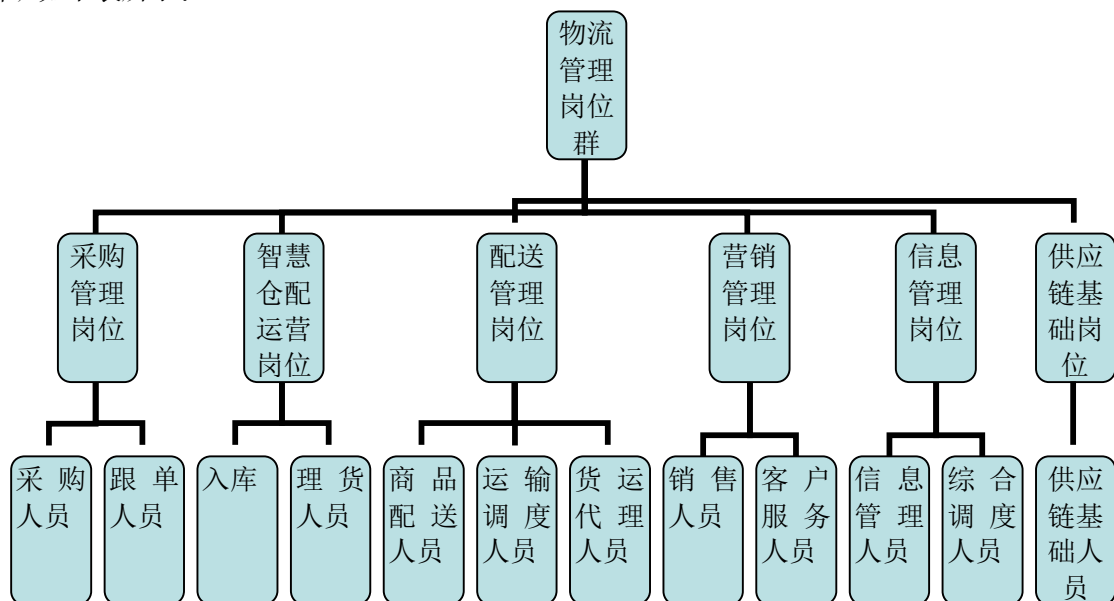 物流
管理
岗位
群
采购
管理
岗位
智慧
仓配
运营
岗位
配送
管理
岗位
营销
管理
岗位
信息
管理
岗位
供应
链基
础岗
位
采购
人员
跟单
人员
入库
理货
人员
商品
配送
人员
运输
调度
人员
货运
代理
人员
销售
人员
客户
服务
人员
信息
管理
人员
综合
调度
人员
供应
链基
础人
员